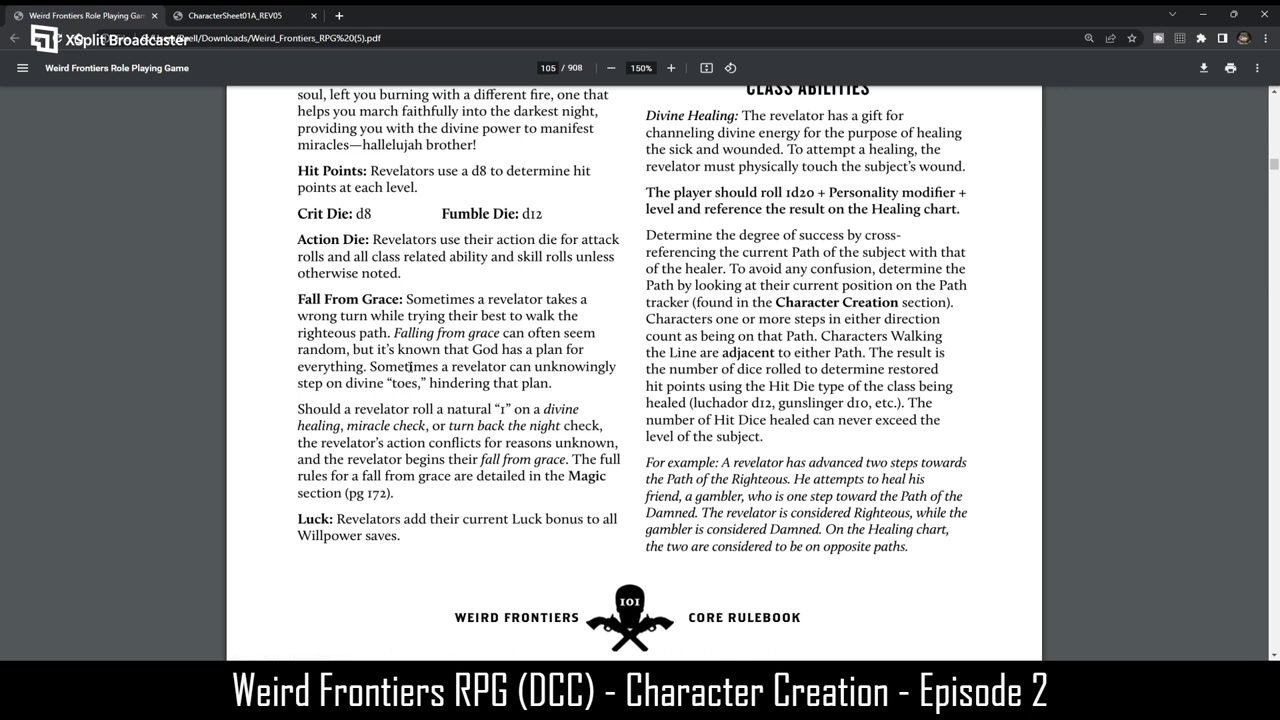 Weird Frontiers Role Playing Gam
CharacterSheet01A_REV05
XSplit Broadcaster
/Downloads/Weird_Frontiers_RPG%20(5).pdf
Weird Frontiers Role Playing Game
105 / 908
150%
soul, left you burning with a different fire, one that
helps you march faithfully into the darkest night,
providing you with the divine power to manifest
miracles—hallelujah brother!
Hit Points: Revelators use a d8 to determine hit
points at each level.
Crit Die: d8 Fumble Die: d12
Action Die: Revelators use their action die for attack
rolls and all class related ability and skill rolls unless
otherwise noted.
Fall From Grace: Sometimes a revelator takes a
wrong turn while trying their best to walk the
righteous path. Falling from grace can often seem
random, but it's known that God has a plan for
everything. Sometimes a revelator can unknowingly
step on divine “toes,” hindering that plan.
Should a revelator roll a natural “1” on a divine
healing, miracle check, or turn back the night check,
the revelator's action conflicts for reasons unknown,
and the revelator begins their fall from grace. The full
rules for a fall from grace are detailed in the Magic
section (pg 172).
Luck: Revelators add their current Luck bonus to all
Willpower saves.
CLASS ABILITIES
Divine Healing: The revelator has a gift for
channeling divine energy for the purpose of healing
the sick and wounded. To attempt a healing, the
revelator must physically touch the subject's wound.
The player should roll 1d20 + Personality modifier +
level and reference the result on the Healing chart.
Determine the degree of success by cross-
referencing the current Path of the subject with that
of the healer. To avoid any confusion, determine the
Path by looking at their current position on the Path
tracker (found in the Character Creation section).
Characters one or more steps in either direction
count as being on that Path. Characters Walking
the Line are adjacent to either Path. The result is
the number of dice rolled to determine restored
hit points using the Hit Die type of the class being
healed (luchador d12, gunslinger d10, etc.). The
number of Hit Dice healed can never exceed the
level of the subject.
For example: A revelator has advanced two steps towards
the Path of the Righteous. He attempts to heal his
friend, a gambler, who is one step toward the Path of the
Damned. The revelator is considered Righteous, while the
gambler is considered Damned. On the Healing chart,
the two are considered to be on opposite paths.
WEIRD FRONTIERS 101 CORE RULEBOOK
Weird Frontiers RPG (DCC) - Character Creation - Episode 2